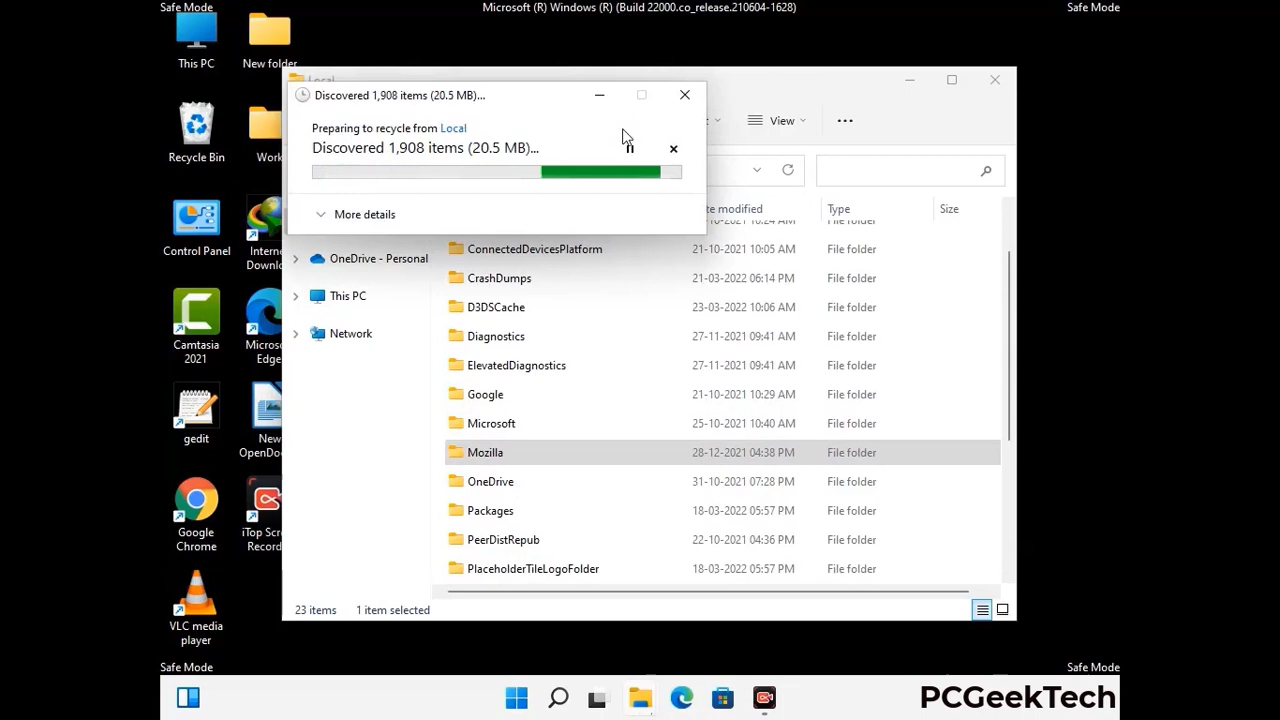 Safe Mode
Microsoft (R) Windows (R) (Build 22000.co_release.210604-1628)
Safe Mode
This PC
New folder
Recycle Bin
Work
Control Panel
Internet
Downlo
Camtasia
2021
Micros
Edge
gedit
New
OpenDoc
Google
Chrome
iTop Scr
Record
VLC media
player
Local
Discovered 1,908 items (20.5 MB)...
Preparing to recycle from Local
Discovered 1,908 items (20.5 MB)...
More details
View
OneDrive - Personal
This PC
Network
te modified
Type
Size
File folder
ConnectedDevicesPlatform 21-10-2021 10:05 AM File folder
CrashDumps 21-03-2022 06:14 PM File folder
D3DSCache 23-03-2022 10:06 AM File folder
Diagnostics 27-11-2021 09:41 AM File folder
ElevatedDiagnostics 27-11-2021 09:41 AM File folder
Google 21-10-2021 10:29 AM File folder
Microsoft 25-10-2021 10:40 AM File folder
Mozilla 28-12-2021 04:38 PM File folder
OneDrive 31-10-2021 07:28 PM File folder
Packages 18-03-2022 05:57 PM File folder
PeerDistRepub 22-10-2021 04:36 PM File folder
PlaceholderTileLogoFolder 18-03-2022 05:57 PM File folder
23 items 1 item selected
Safe Mode
Safe Mode
PCGeekTech